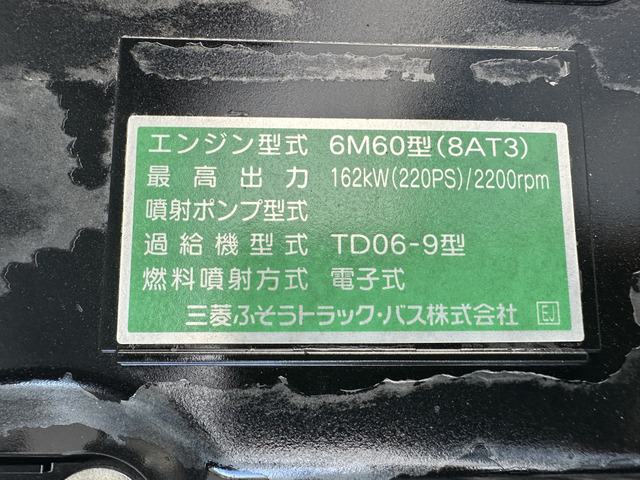 エンジン型式 6M60型(8AT3)
最高出力 162kW(220PS)/2200rpm
噴射ポンプ型式
過給機型式 TD06-9型
燃料噴射方式 電子式
三菱ふそうトラック・バス株式会社 EJ